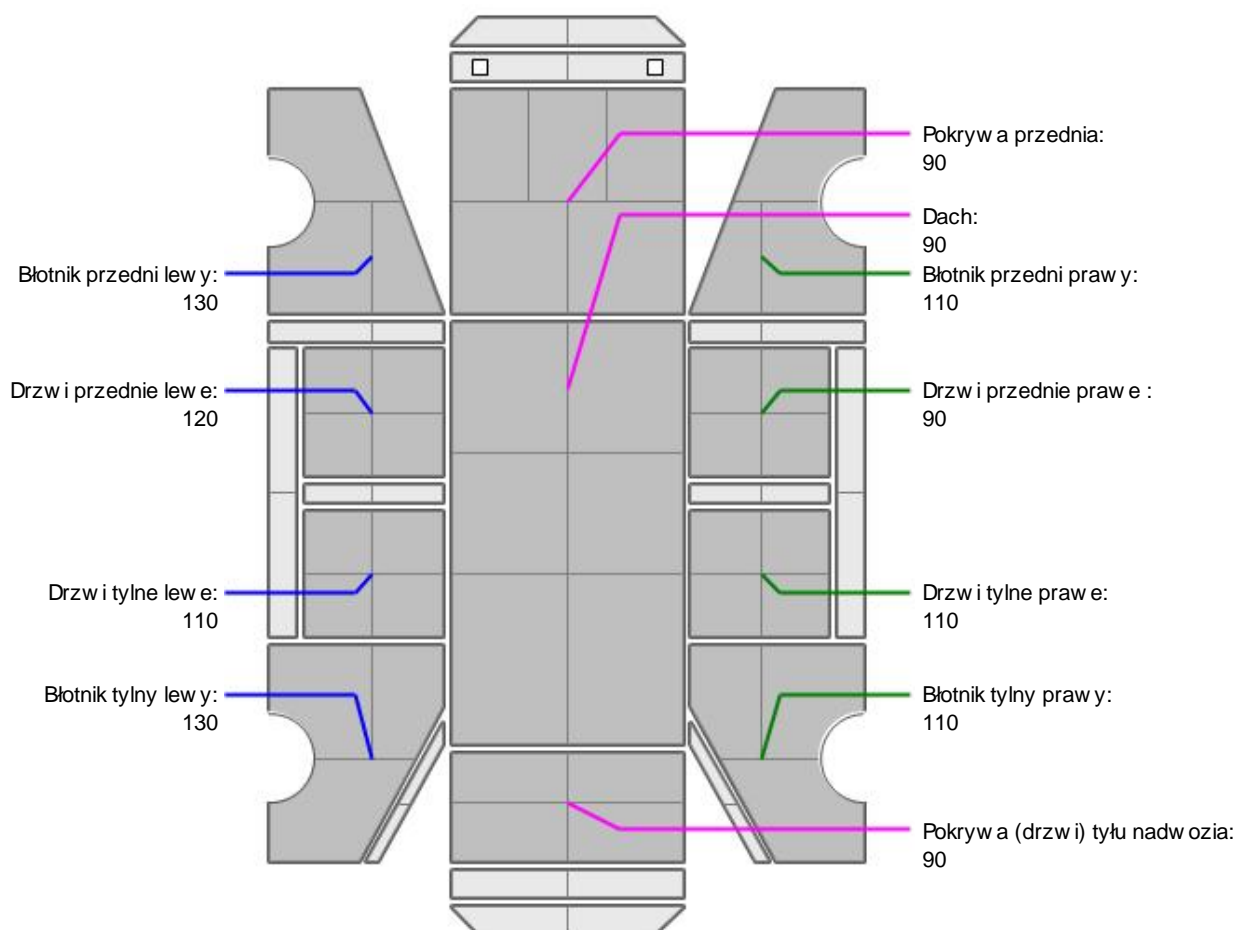 Pokrywa przednia:
90
Dach:
90
Błotnik przedni lewy:
130
Błotnik przedni prawy:
110
Drzwi przednie lewe:
120
Drzwi przednie prawe :
90
Drzwi tylne lewe:
110
Drzwi tylne prawe:
110
Błotnik tylny lewy:
130
Błotnik tylny prawy:
110
Pokrywa (drzwi) tyłu nadwozia:
90